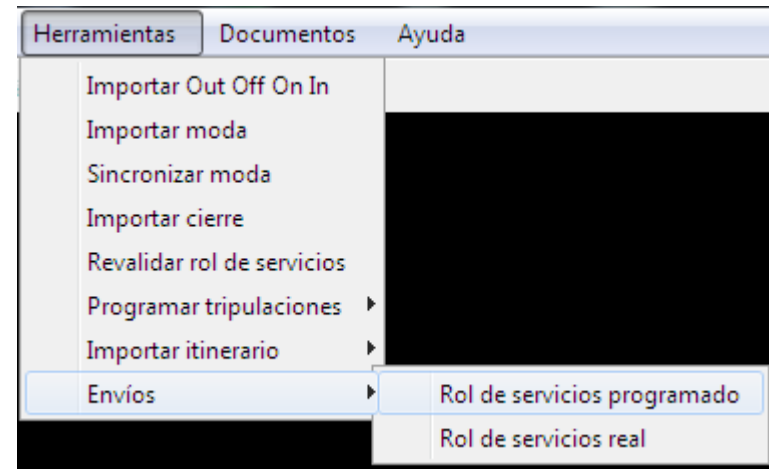 Herramientas Documentos Ayuda
Importar Out Off On In
Importar moda
Sincronizar moda
Importar cierre
Revalidar rol de servicios
Programar tripulaciones
Importar itinerario
Envíos
Rol de servicios programado
Rol de servicios real